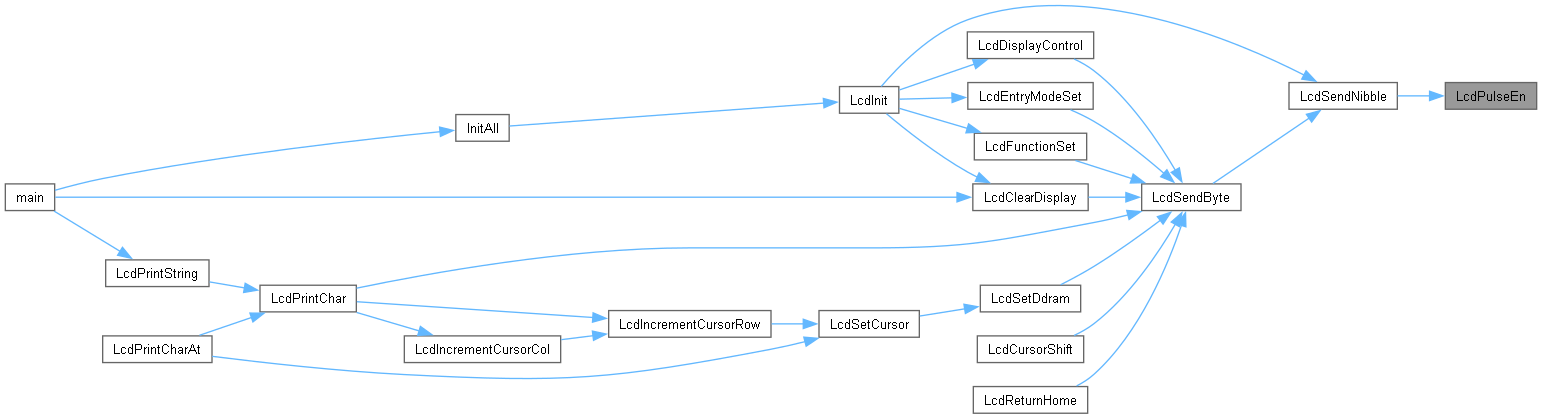 LcdDisplayControl
LcdEntryModeSet
LcdInit
LcdSendNibble
LcdPulseEn
InitAll
LcdFunctionSet
main
LcdClearDisplay
LcdSendByte
LcdPrintString
LcdPrintChar
LcdSetDdram
LcdIncrementCursorRow
LcdSetCursor
LcdPrintCharAt
LcdIncrementCursorCol
LcdCursorShift
LcdReturnHome